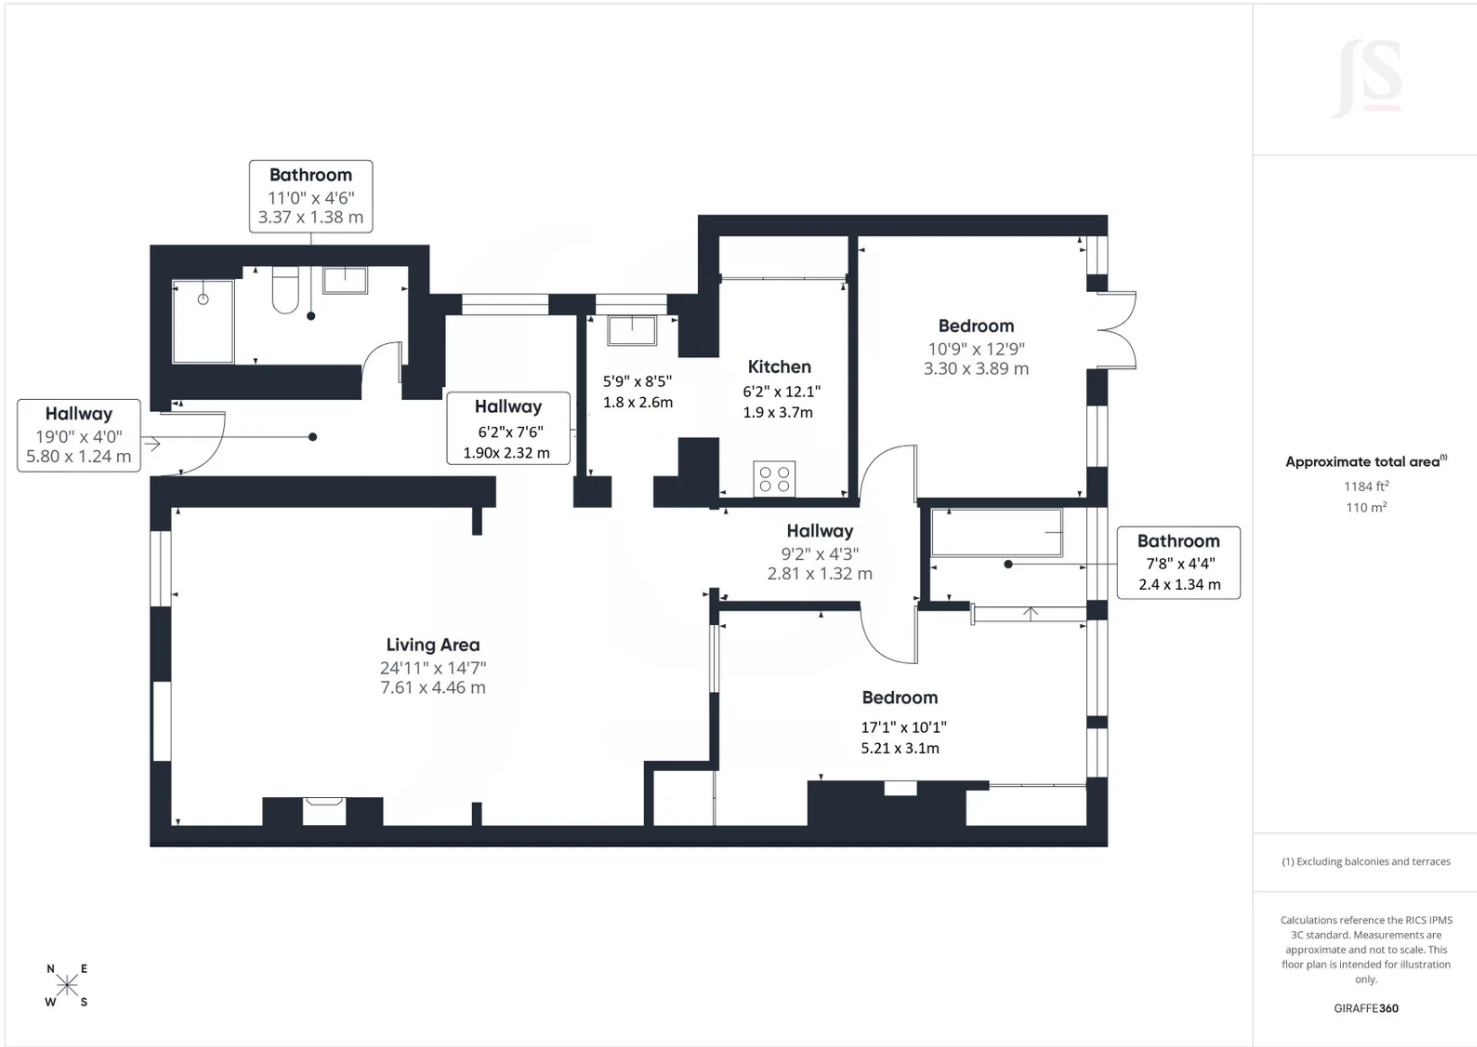 JS
Bathroom
11'0" x 4'6"
3.37 x 1.38 m
Hallway
19'0" x 4'0"
5.80 x 1.24 m
Hallway
6'2"x 7'6"
1.90x 2.32 m
5'9" x 8'5"
1.8 x 2.6m
Kitchen
6'2" x 12.1"
1.9 x 3.7m
Bedroom
10'9" x 12'9"
3.30 x 3.89 m
Hallway
9'2" x 4'3"
2.81 x 1.32 m
Bathroom
7'8" x 4'4"
2.4 x 1.34 m
Living Area
24'11" x 14'7"
7.61 x 4.46 m
Bedroom
17'1" x 10'1"
5.21 x 3.1m
N E
W S
Approximate total area⁽¹⁾
1184 ft²
110 m²
(1) Excluding balconies and terraces
Calculations reference the RICS IPMS
3C standard. Measurements are
approximate and not to scale. This
floor plan is intended for illustration
only.
GIRAFFE360